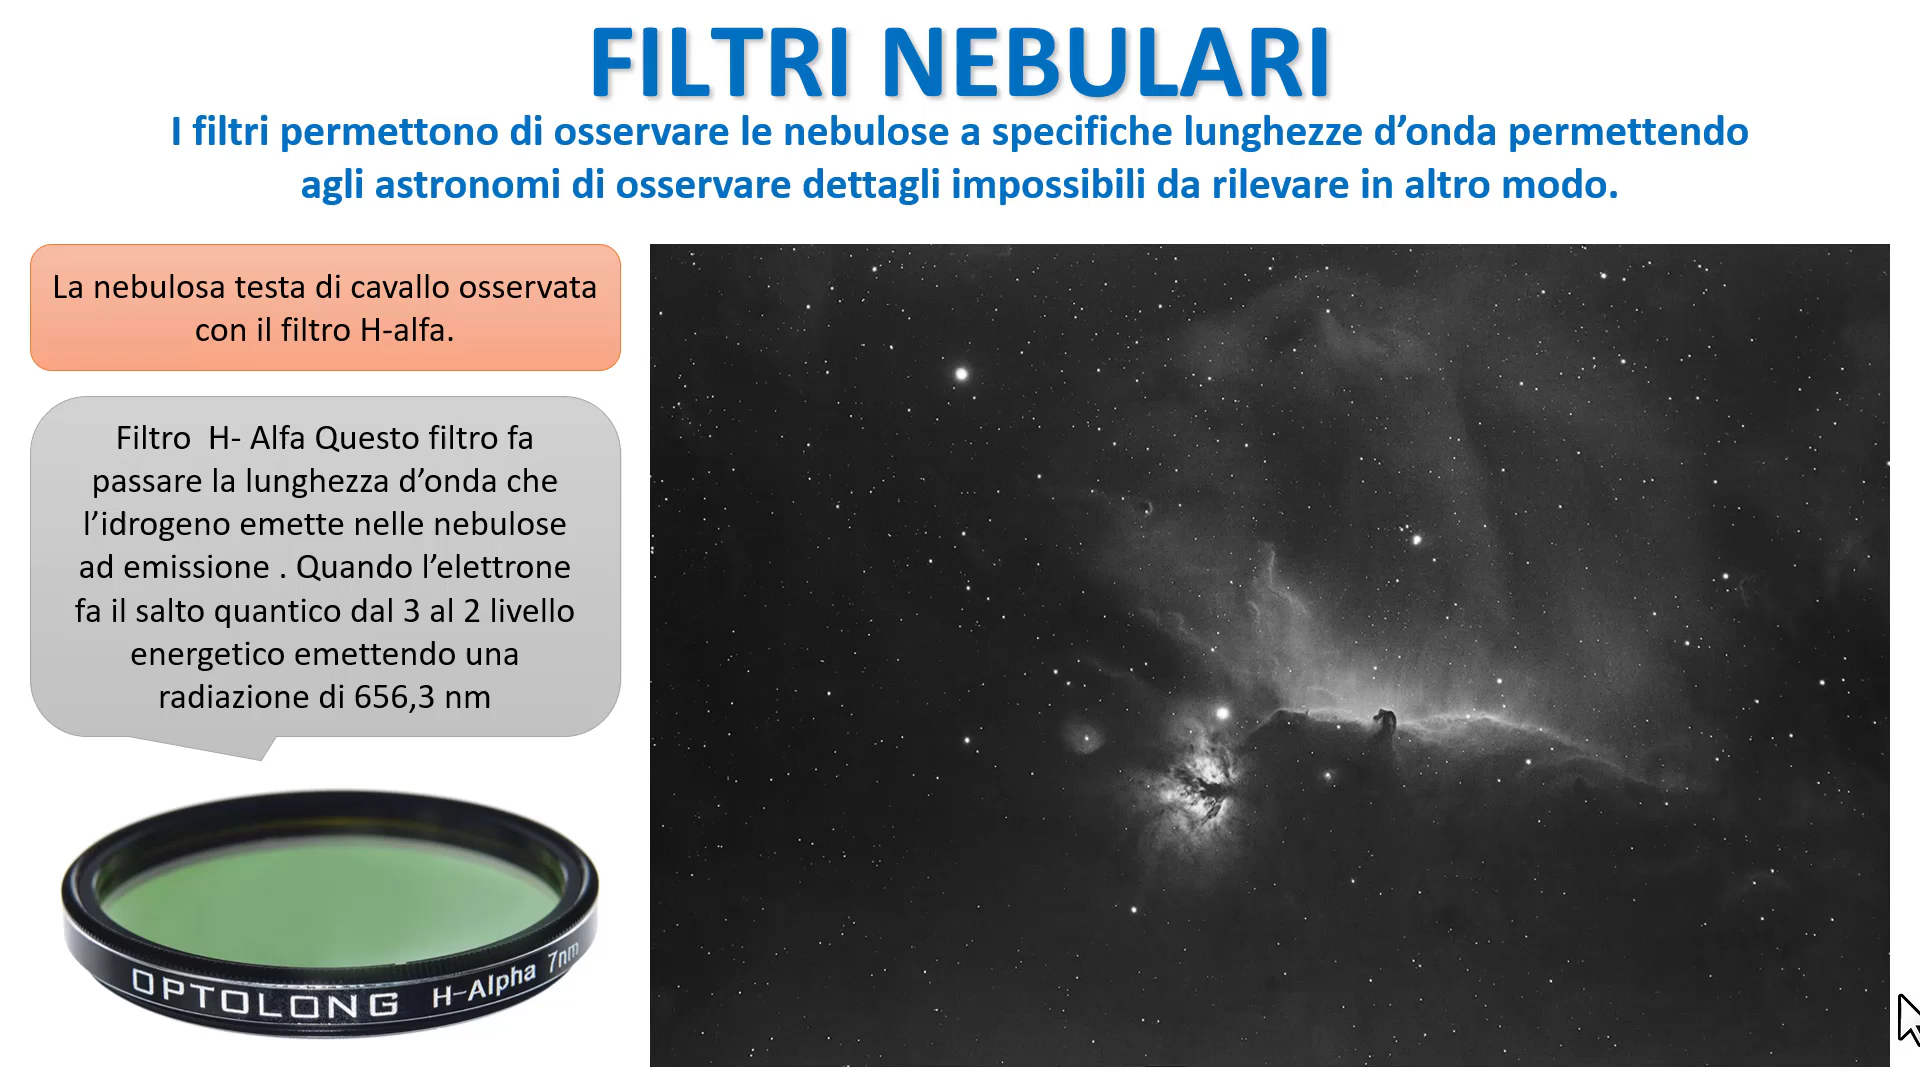 FILTRI NEBULARI
I filtri permettono di osservare le nebulose a specifiche lunghezze d’onda permettendo
agli astronomi di osservare dettagli impossibili da rilevare in altro modo.
La nebulosa testa di cavallo osservata
con il filtro H-alfa.
Filtro  H- Alfa Questo filtro fa
passare la lunghezza d’onda che
l’idrogeno emette nelle nebulose
ad emissione . Quando l’elettrone
fa il salto quantico dal 3 al 2 livello
energetico emettendo una
radiazione di 656,3 nm
OPTOLONG H-Alpha 7nm